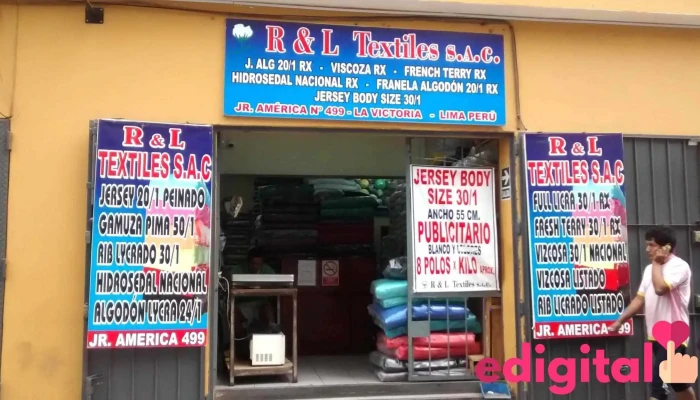 R & L Textiles S.A.C.
J. ALG 20/1 RX - VISCOZA RX - FRENCH TERRY RX
HIDROSEDAL NACIONAL RX - FRANELA ALGODÓN 20/1 RX
JERSEY BODY SIZE 30/1
JR. AMÉRICA Nº 499 - LA VICTORIA - LIMA PERÚ
R & L
TEXTILES S.A.C
JERSEY 20/1 PEINADO
GAMUZA PIMA 50/1
RIB LYCRADO 30/1
HIDROSEDAL NACIONAL
ALGODÓN LYCRA 24/1
JR. AMERICA 499
JERSEY BODY
SIZE 30/1
ANCHO 55 CM.
PUBLICITARIO
BLANCO Y COLORES
8 POLOS x KILO
R & L Textiles S.A.C.
R & L
TEXTILES S.A.C
FULL LICRA 30/1 RX
FRESH TERRY 30/1 RX
VIZCOSA 30/1 NACIONAL
VIZCOSA LISTADO
RIB LICRADO LISTADO
JR. AMERICA 499
edigital